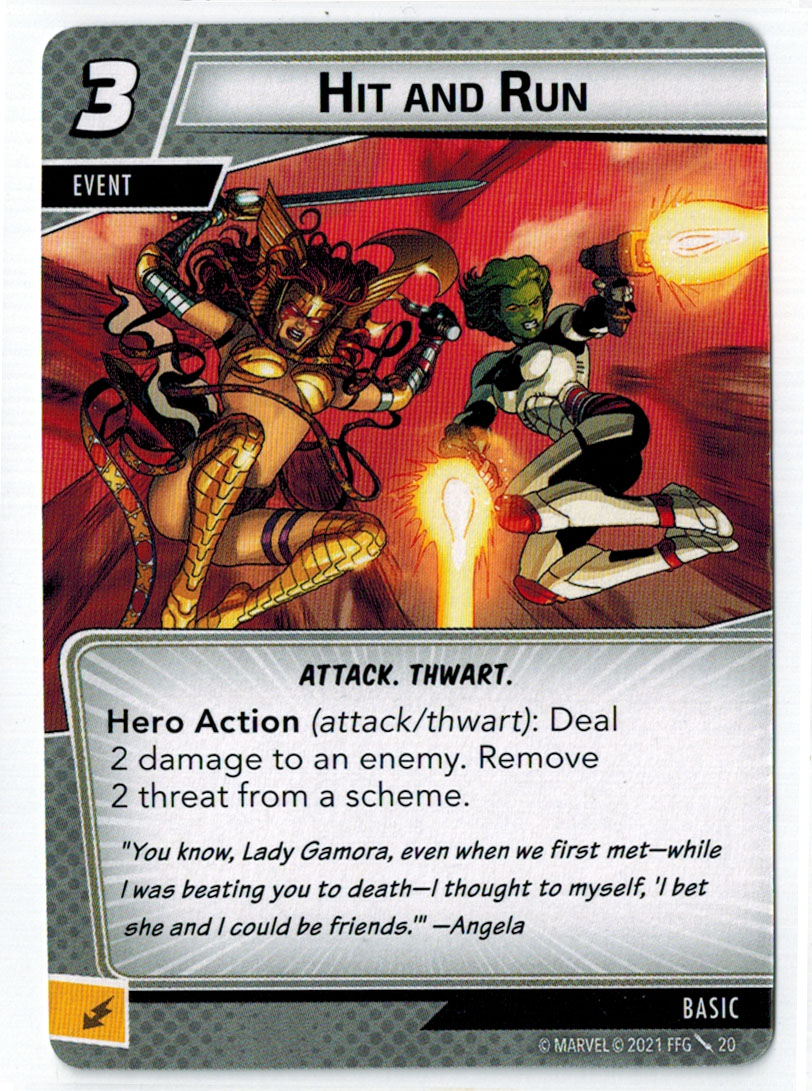 3
HIT AND RUN
EVENT
ATTACK. THWART.
Hero Action (attack/thwart): Deal
2 damage to an enemy. Remove
2 threat from a scheme.
"You know, Lady Gamora, even when we first met—while
I was beating you to death—I thought to myself, 'I bet
she and I could be friends.'" —Angela
BASIC
© MARVEL © 2021 FFG 20